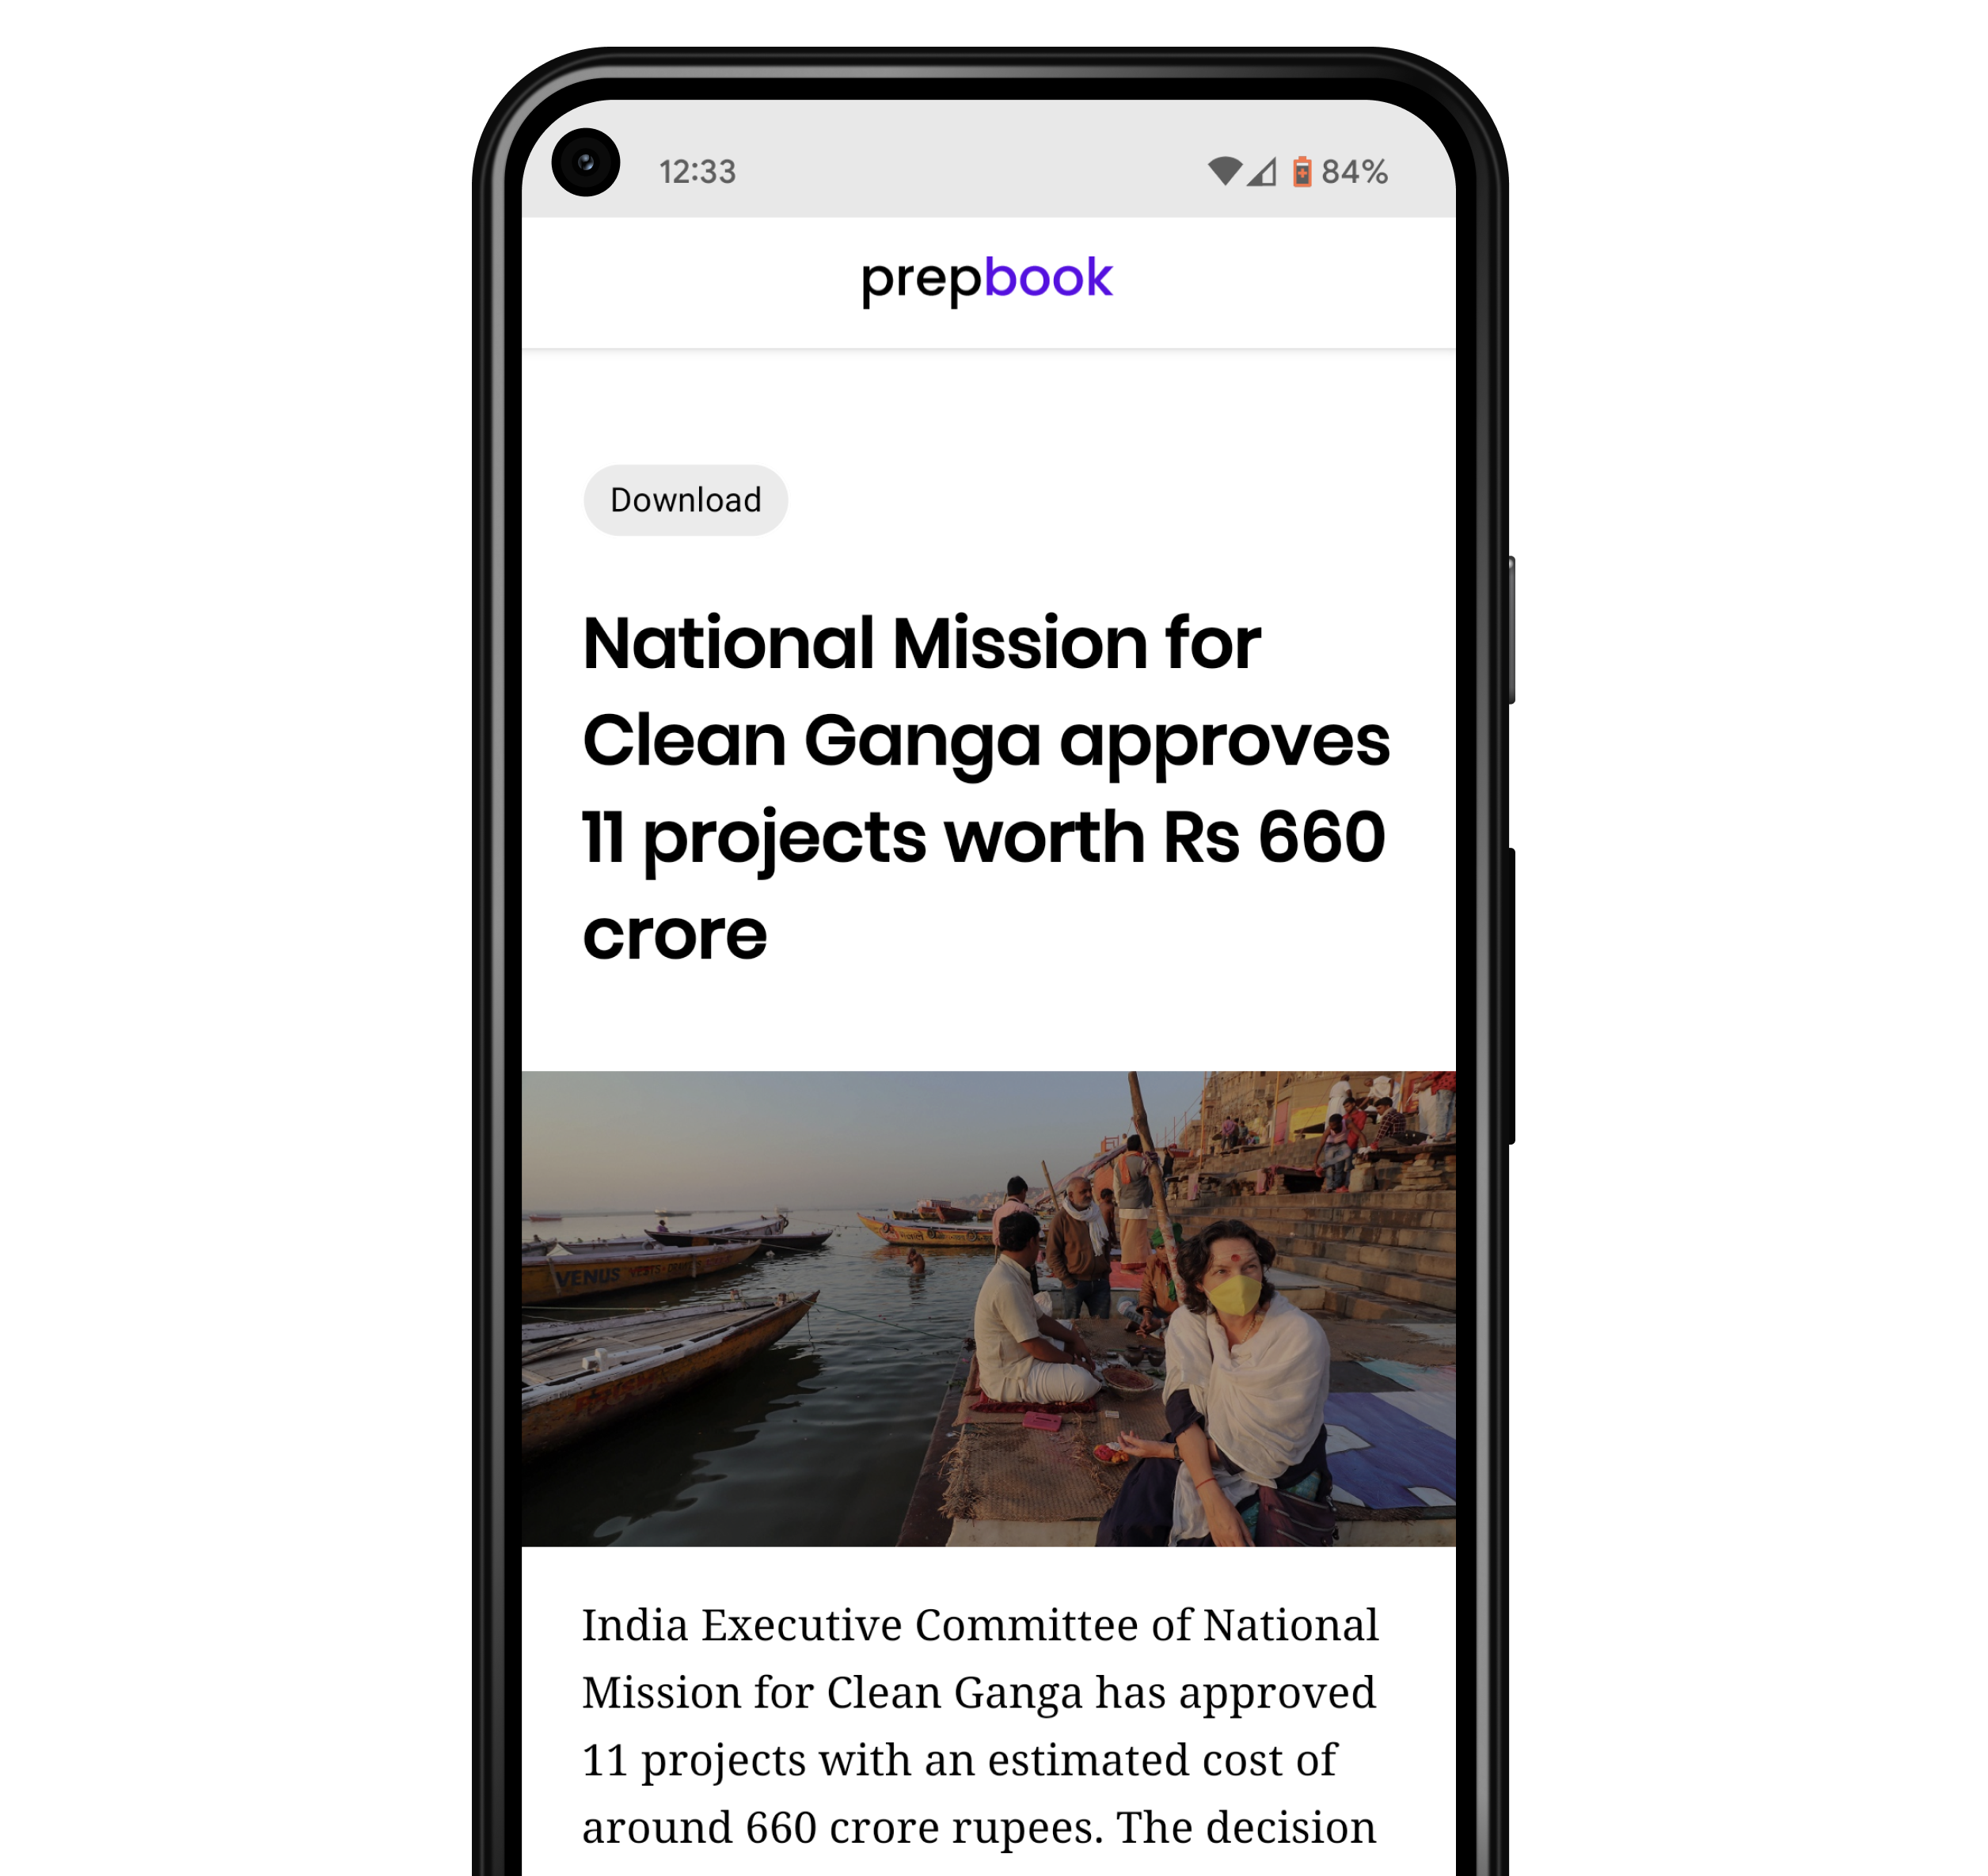 12:33
84%
prepbook
Download
National Mission for
Clean Ganga approves
11 projects worth Rs 660
crore
VENUS
India Executive Committee of National
Mission for Clean Ganga has approved
11 projects with an estimated cost of
around 660 crore rupees. The decision